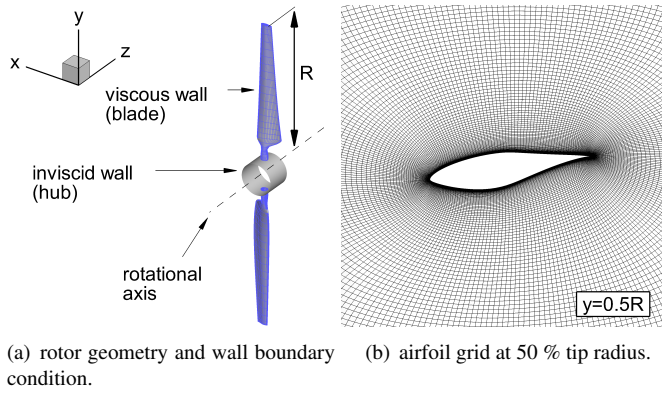 y
x
z
R
viscous wall
(blade)
inviscid wall
(hub)
rotational
axis
y=0.5R
(a) rotor geometry and wall boundary
condition.
(b) airfoil grid at 50 % tip radius.